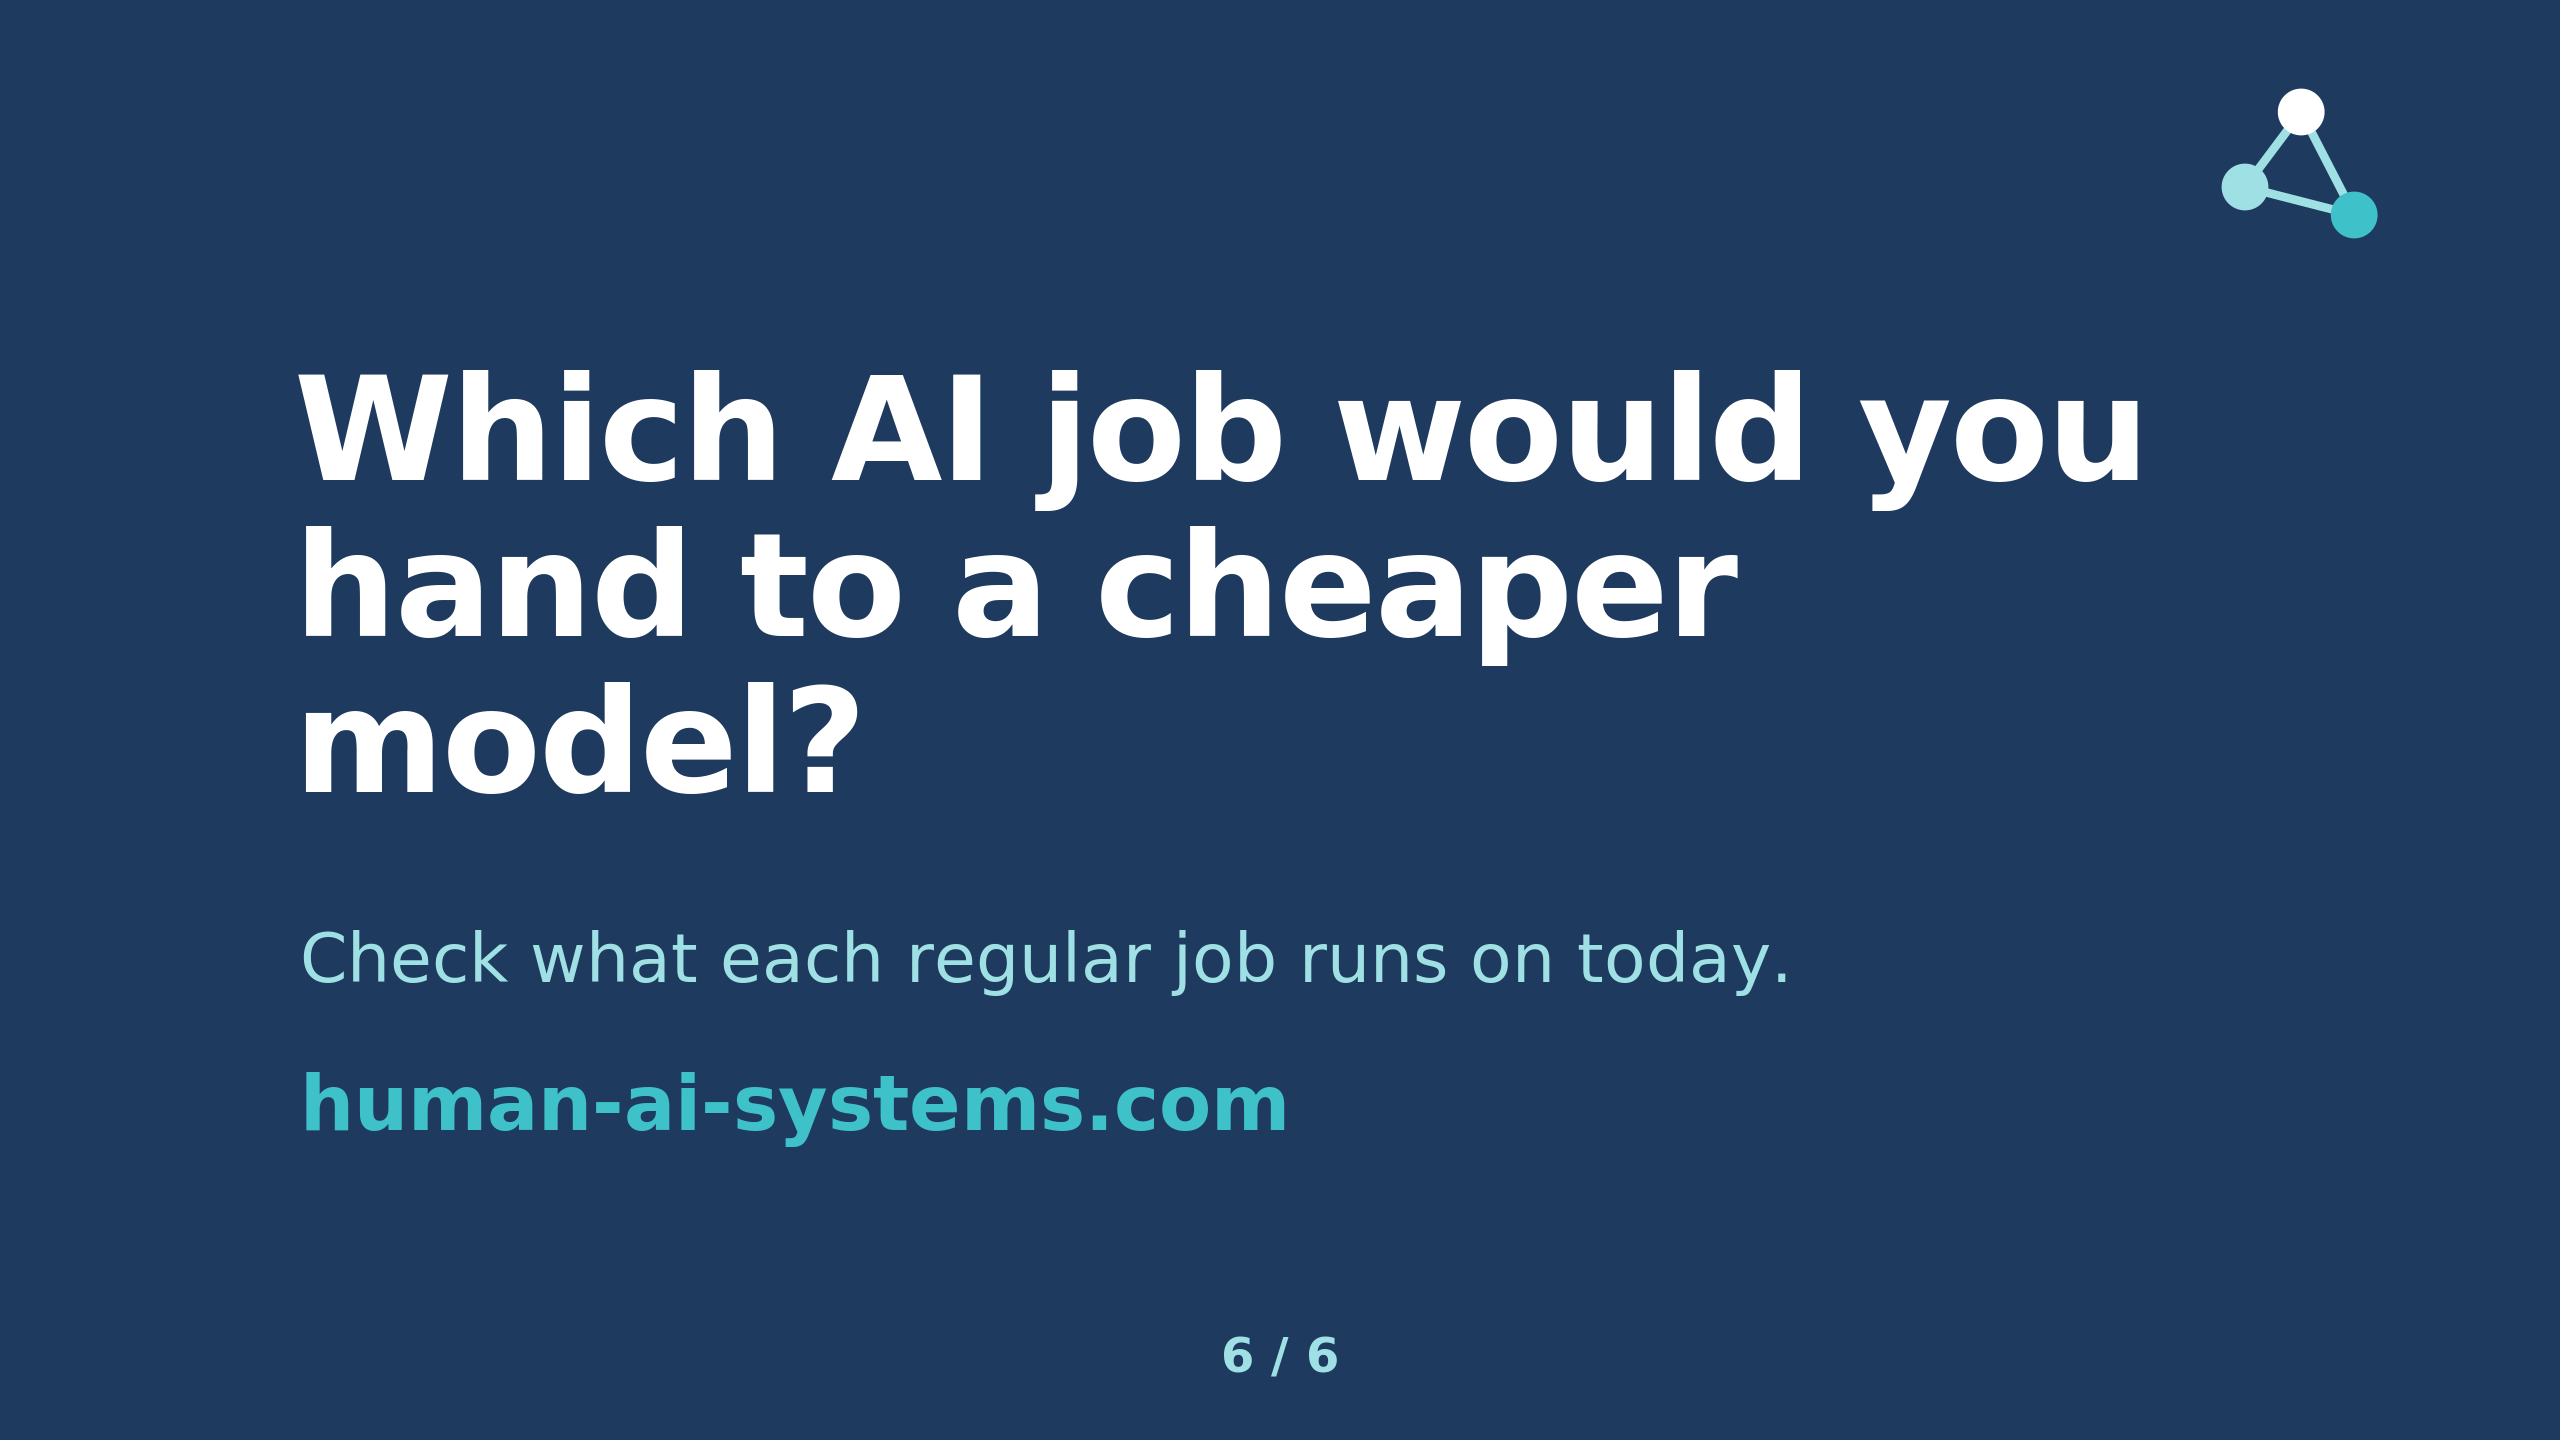 Which AI job would you
hand to a cheaper
model?
Check what each regular job runs on today.
human-ai-systems.com
6 / 6